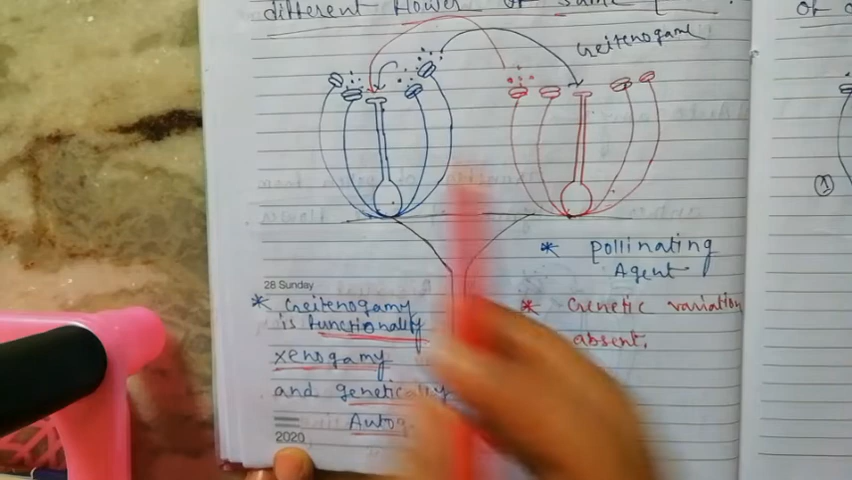 different flower of same
of
Geitenogamy
①
* pollinating
Agent
28 Sunday
* Geitenogamy
is functionally
xenogamy
and genetically
Autog
2020
* Genetic variation
absent.